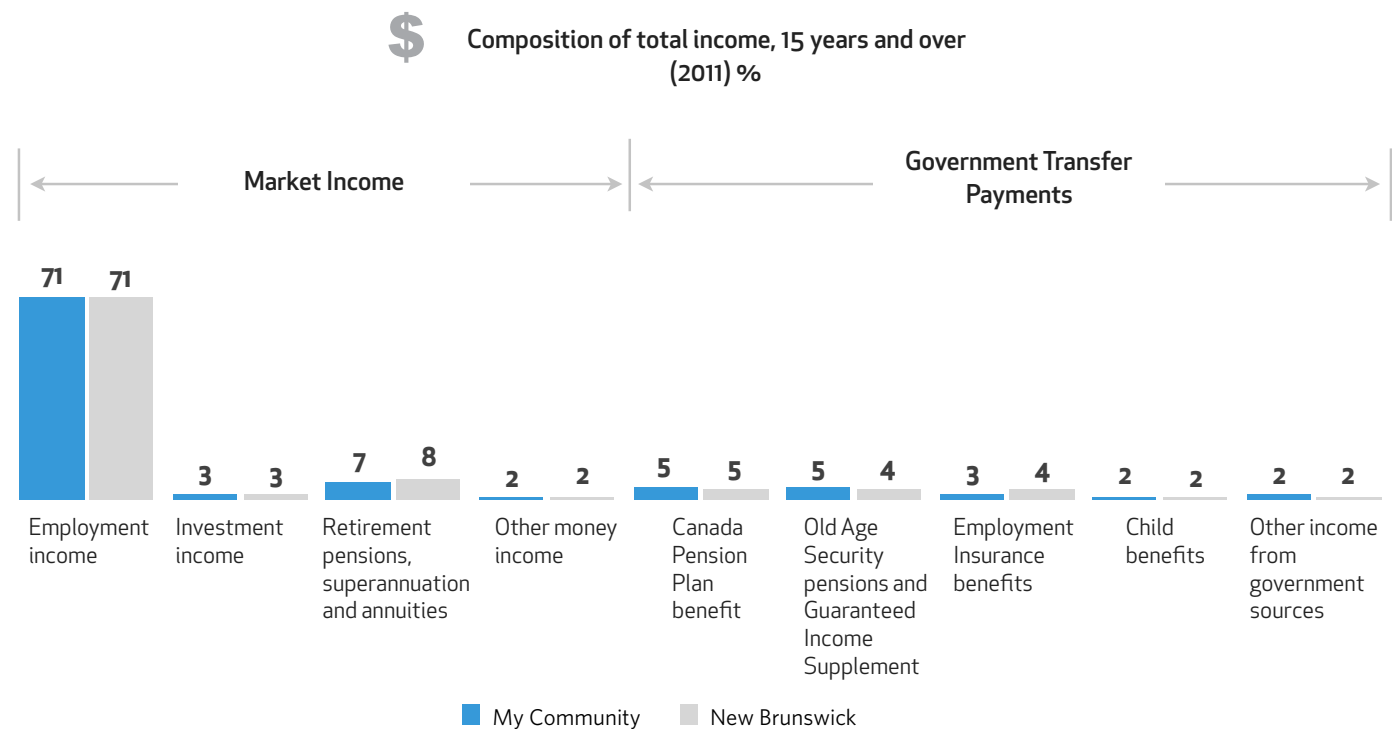 $
Composition of total income, 15 years and over
(2011) %
Market Income
Government Transfer
Payments
71 71
3 3
7 8
2 2
5 5
5 4
3 4
2 2
2 2
Employment
income
Investment
income
Retirement
pensions,
superannuation
and annuities
Other money
income
Canada
Pension
Plan
benefit
Old Age
Security
pensions and
Guaranteed
Income
Supplement
Employment
Insurance
benefits
Child
benefits
Other income
from
government
sources
My Community
New Brunswick